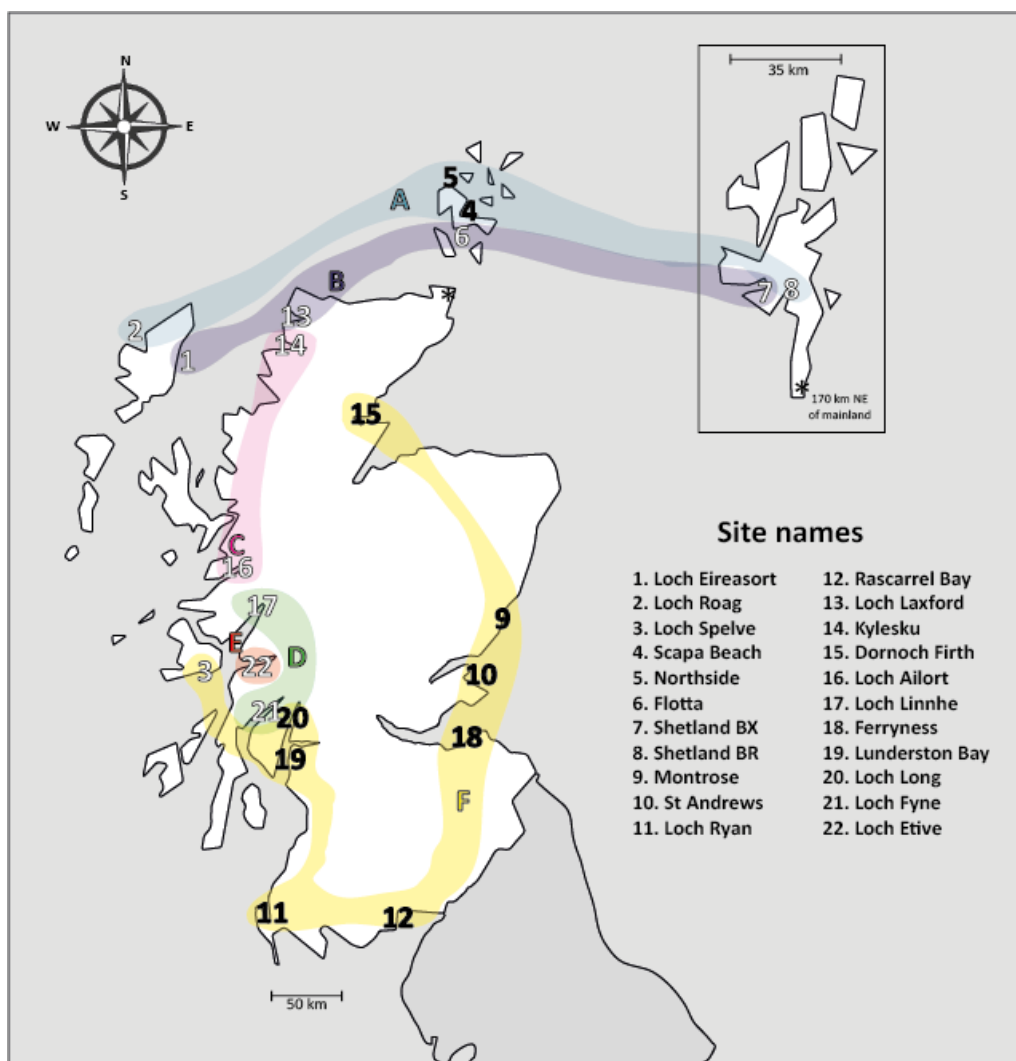 N
W E
S
35 km
5
A
4
6
B
7 8
2
13
1
14
*
*
170 km NE
of mainland
15
C
16
17
9
E
D
3 22
10
21 20
18
19
F
11
12
50 km
Site names
1. Loch Eireasort
2. Loch Roag
3. Loch Spelve
4. Scapa Beach
5. Northside
6. Flotta
7. Shetland BX
8. Shetland BR
9. Montrose
10. St Andrews
11. Loch Ryan
12. Rascarrel Bay
13. Loch Laxford
14. Kylesku
15. Dornoch Firth
16. Loch Ailort
17. Loch Linnhe
18. Ferryness
19. Lunderston Bay
20. Loch Long
21. Loch Fyne
22. Loch Etive